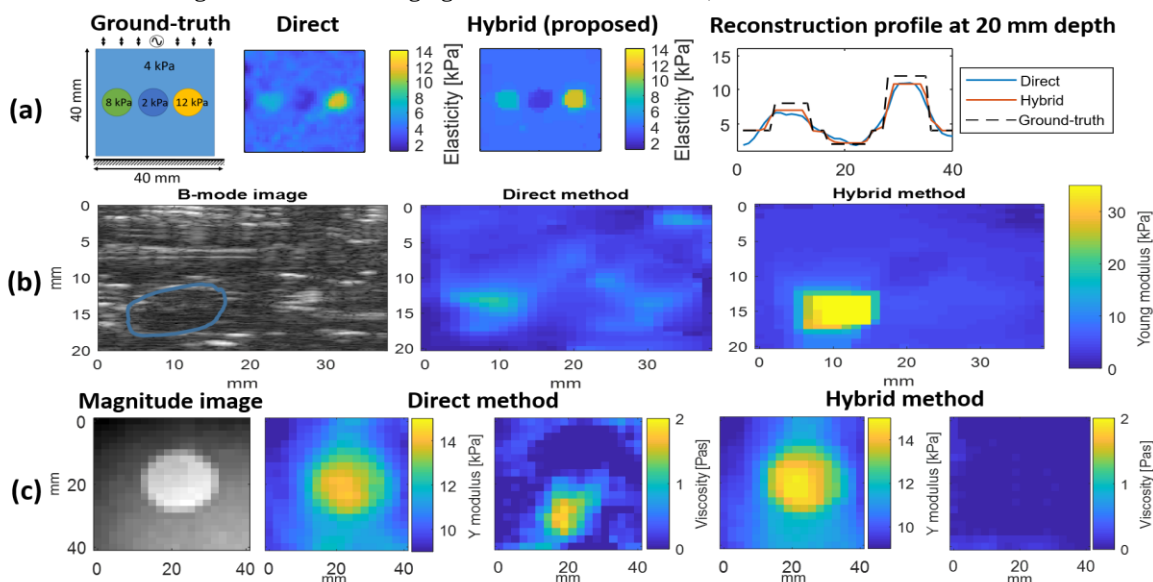 Ground-truth
Direct
Hybrid (proposed)
Reconstruction profile at 20 mm depth
(a)
40 mm
4 kPa
8 kPa
2 kPa
12 kPa
40 mm
14
12
10
8
6
4
2
Elasticity [kPa]
14
12
10
8
6
4
2
Elasticity [kPa]
15
10
5
0
20
40
Direct
Hybrid
Ground-truth
(b)
B-mode image
Direct method
Hybrid method
mm
0
5
10
15
20
0
10
20
30
mm
0
5
10
15
20
0
10
20
30
mm
0
5
10
15
20
0
10
20
30
mm
30
20
10
0
Young modulus [kPa]
Magnitude image
Direct method
Hybrid method
(c)
mm
0
20
40
0
20
mm
40
14
12
10
Y modulus [kPa]
0
20
mm
40
2
1
0
Viscosity [Pas]
0
20
mm
40
14
12
10
Y modulus [kPa]
0
20
mm
40
2
1
0
Viscosity [Pas]
0
20
mm
40